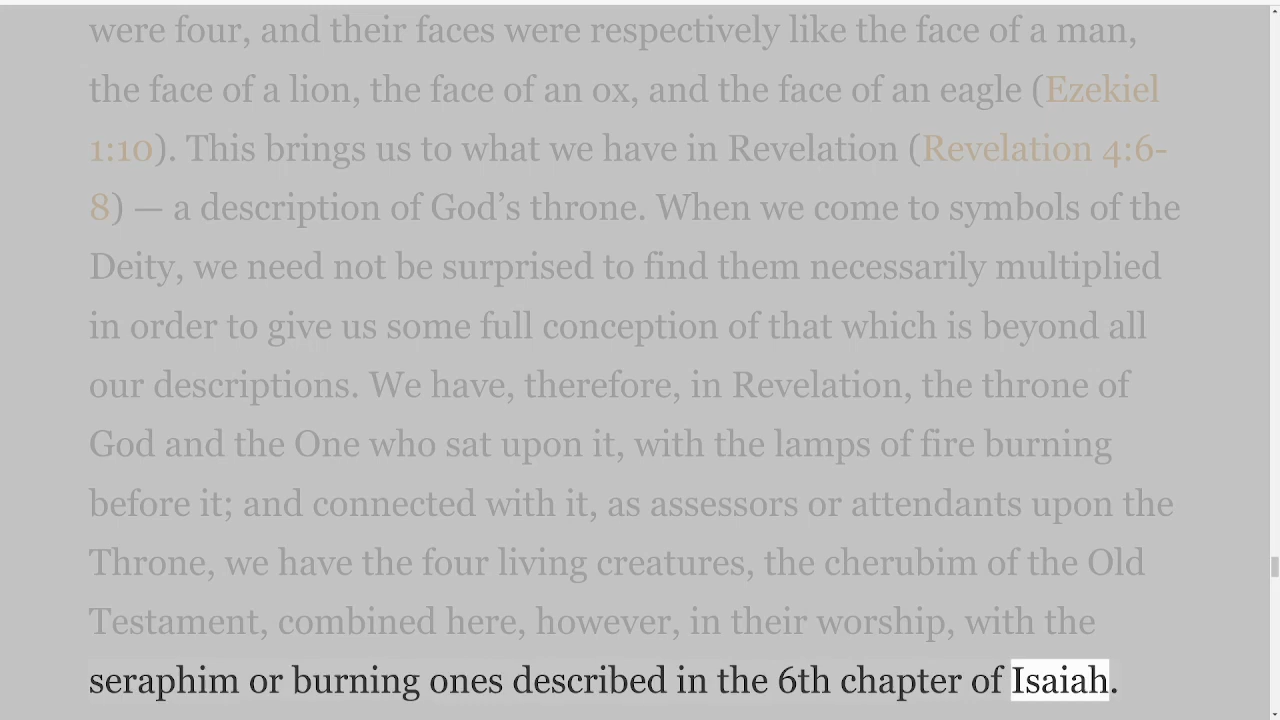 were four, and their faces were respectively like the face of a man,
the face of a lion, the face of an ox, and the face of an eagle (Ezekiel
1:10). This brings us to what we have in Revelation (Revelation 4:6-
8) — a description of God’s throne. When we come to symbols of the
Deity, we need not be surprised to find them necessarily multiplied
in order to give us some full conception of that which is beyond all
our descriptions. We have, therefore, in Revelation, the throne of
God and the One who sat upon it, with the lamps of fire burning
before it; and connected with it, as assessors or attendants upon the
Throne, we have the four living creatures, the cherubim of the Old
Testament, combined here, however, in their worship, with the
seraphim or burning ones described in the 6th chapter of Isaiah.